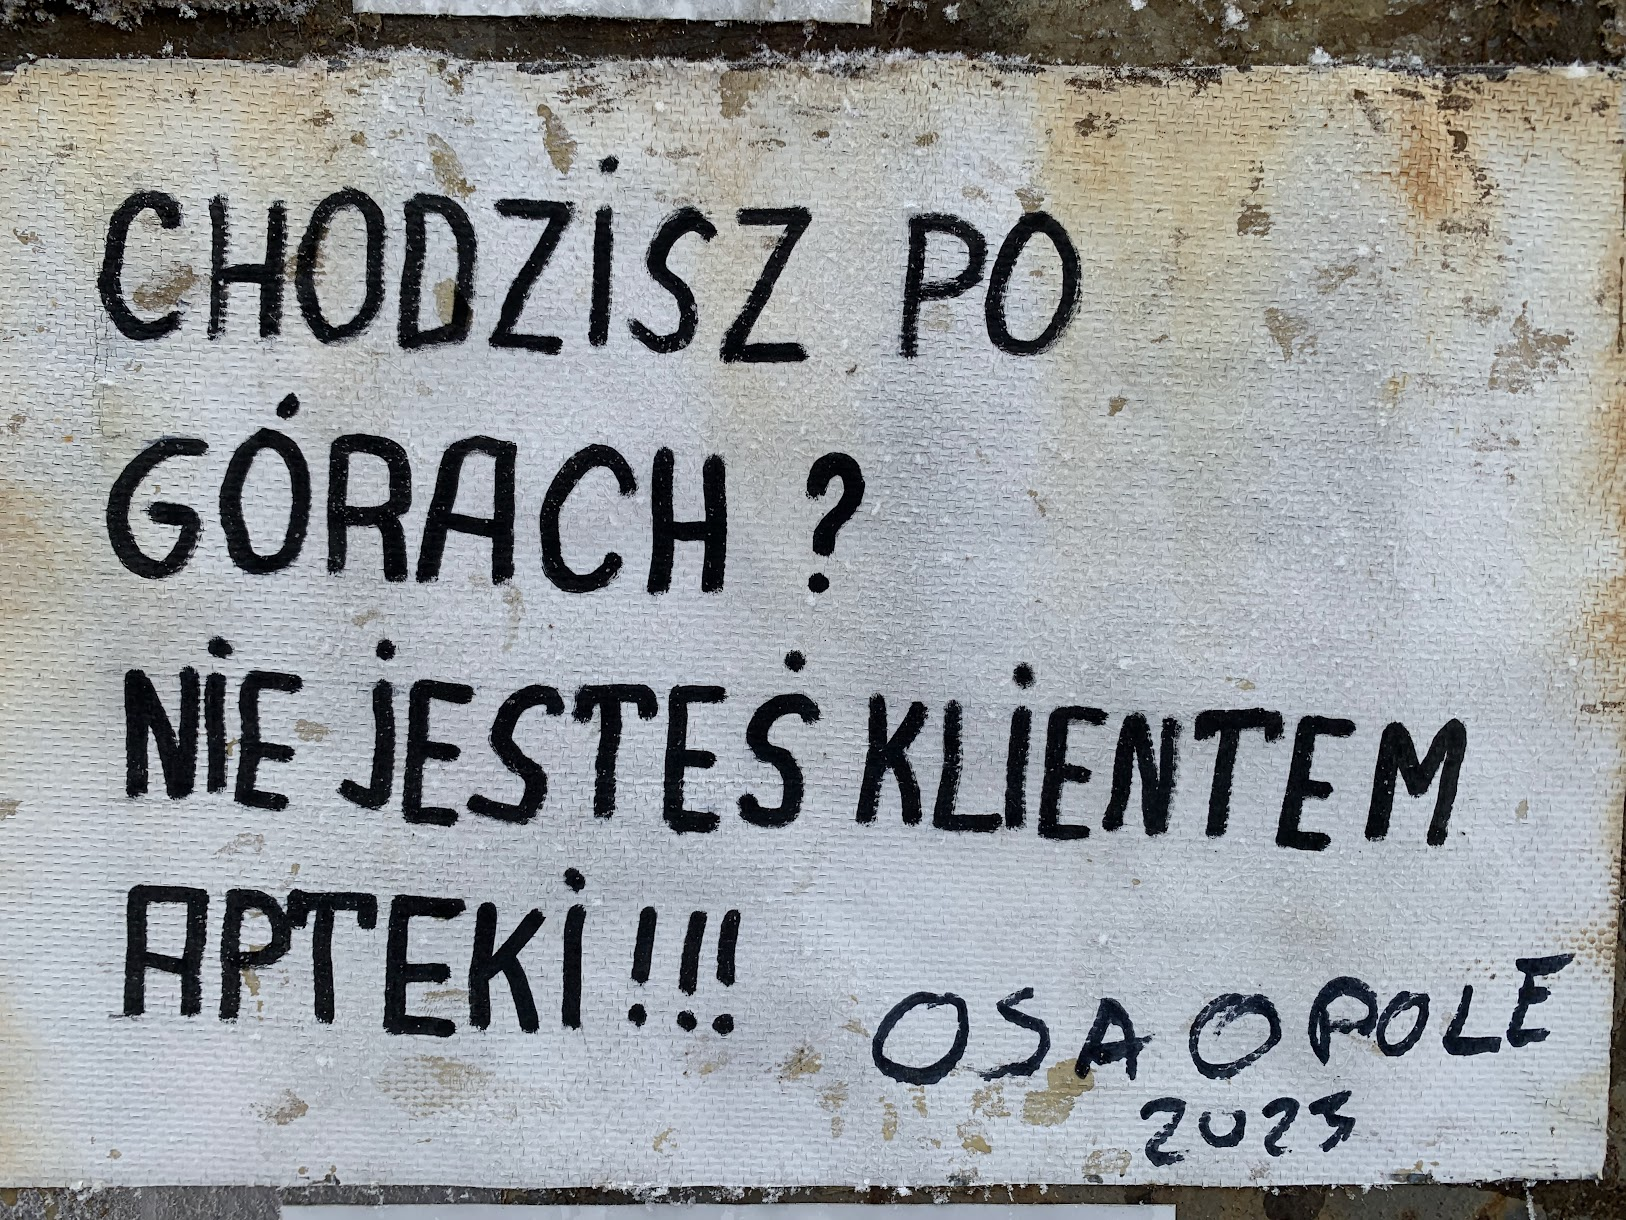 CHODZiSZ PO
GÓRACH ?
NiE jESTEŚ KLiENTEM
APTEKi !!!
OSA OPOLE
2023